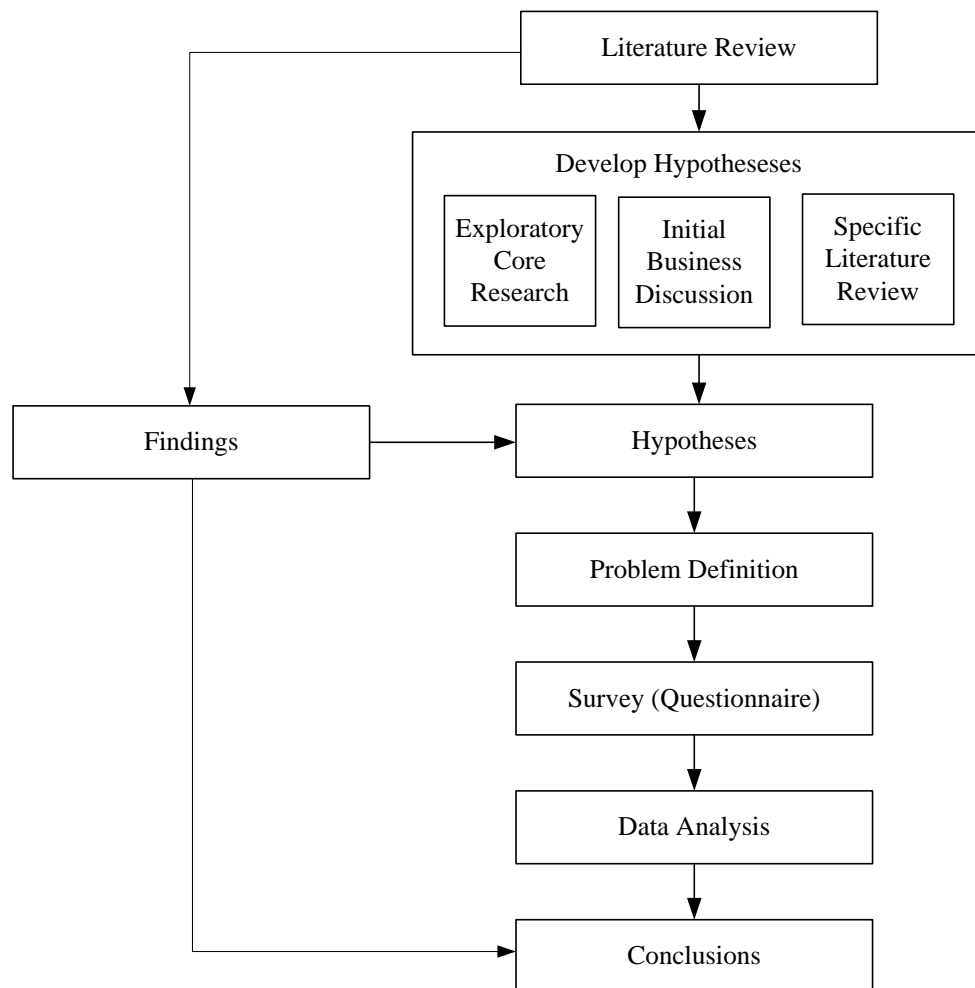 Literature Review
Develop Hypotheseses
Exploratory
Core
Research
Initial
Business
Discussion
Specific
Literature
Review
Findings
Hypotheses
Problem Definition
Survey (Questionnaire)
Data Analysis
Conclusions